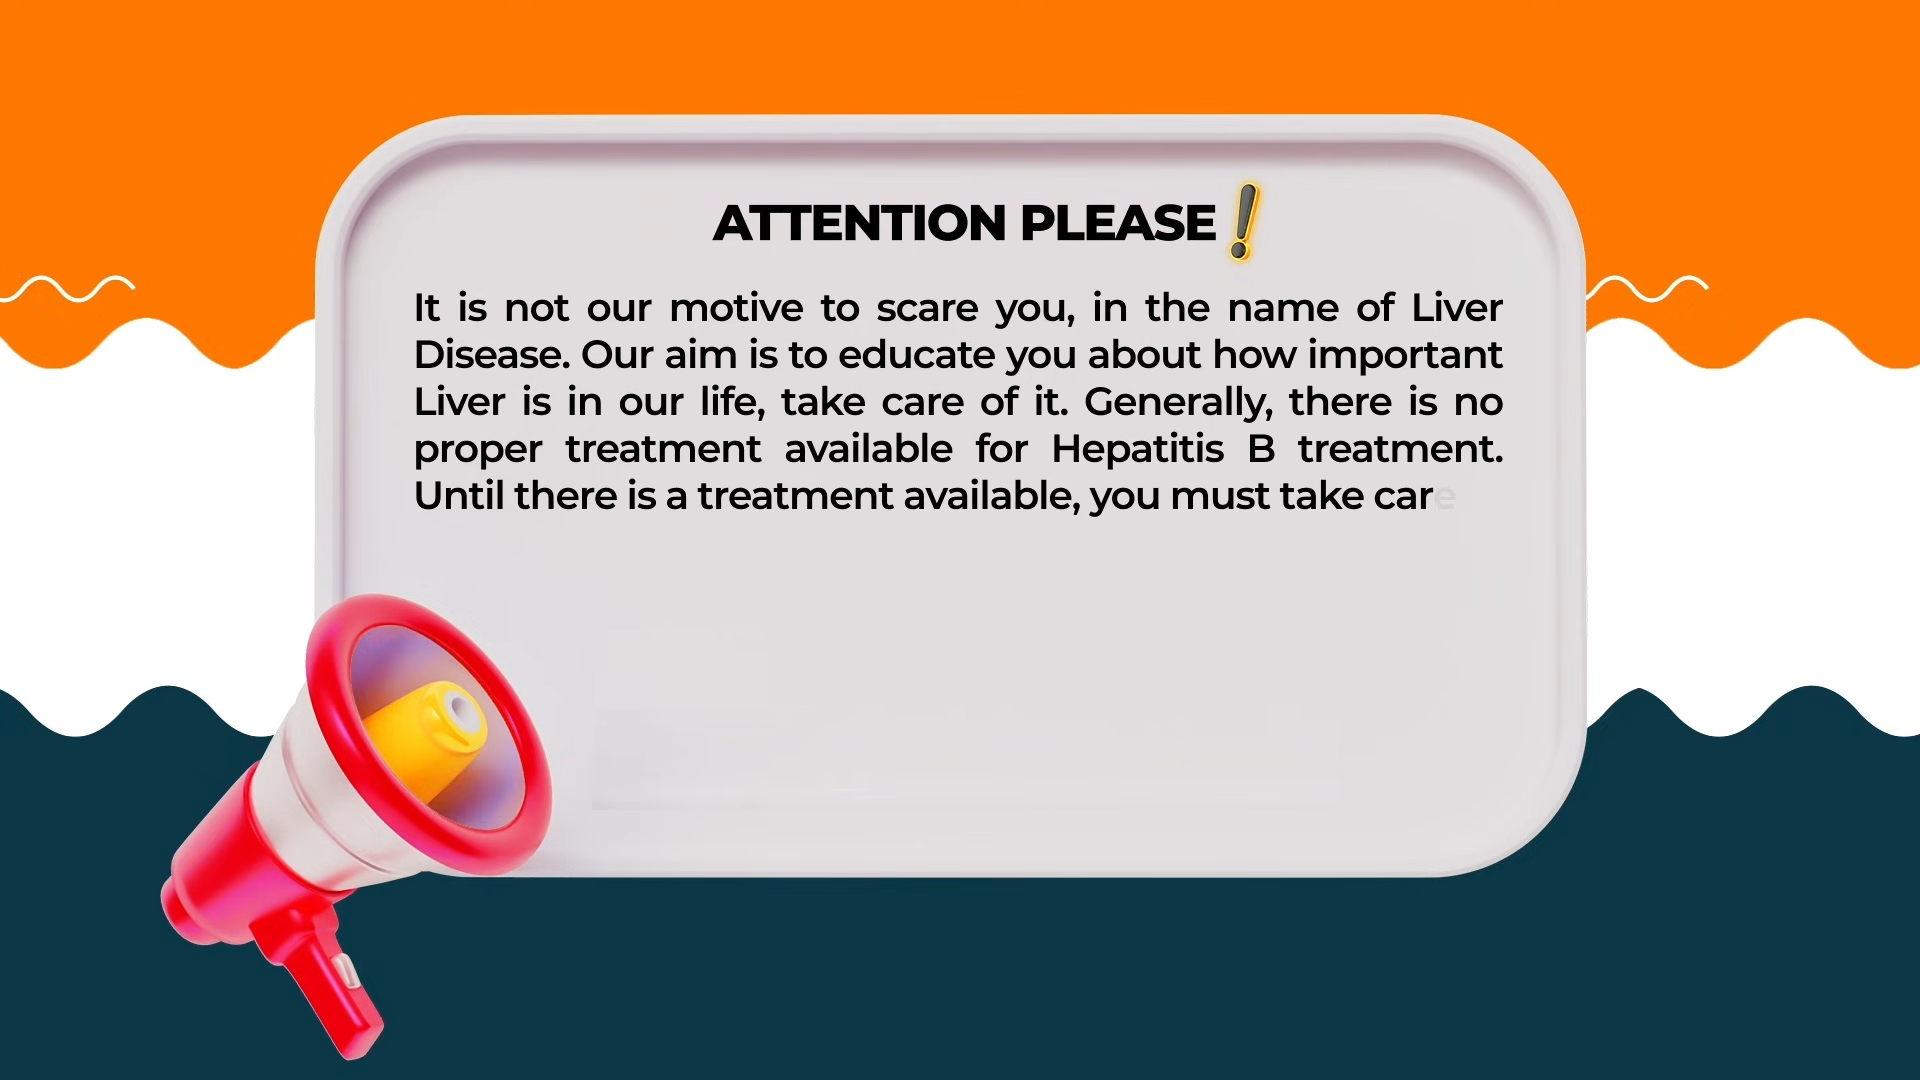 ATTENTION PLEASE!
It is not our motive to scare you, in the name of Liver
Disease. Our aim is to educate you about how important
Liver is in our life, take care of it. Generally, there is no
proper treatment available for Hepatitis B treatment.
Until there is a treatment available, you must take care